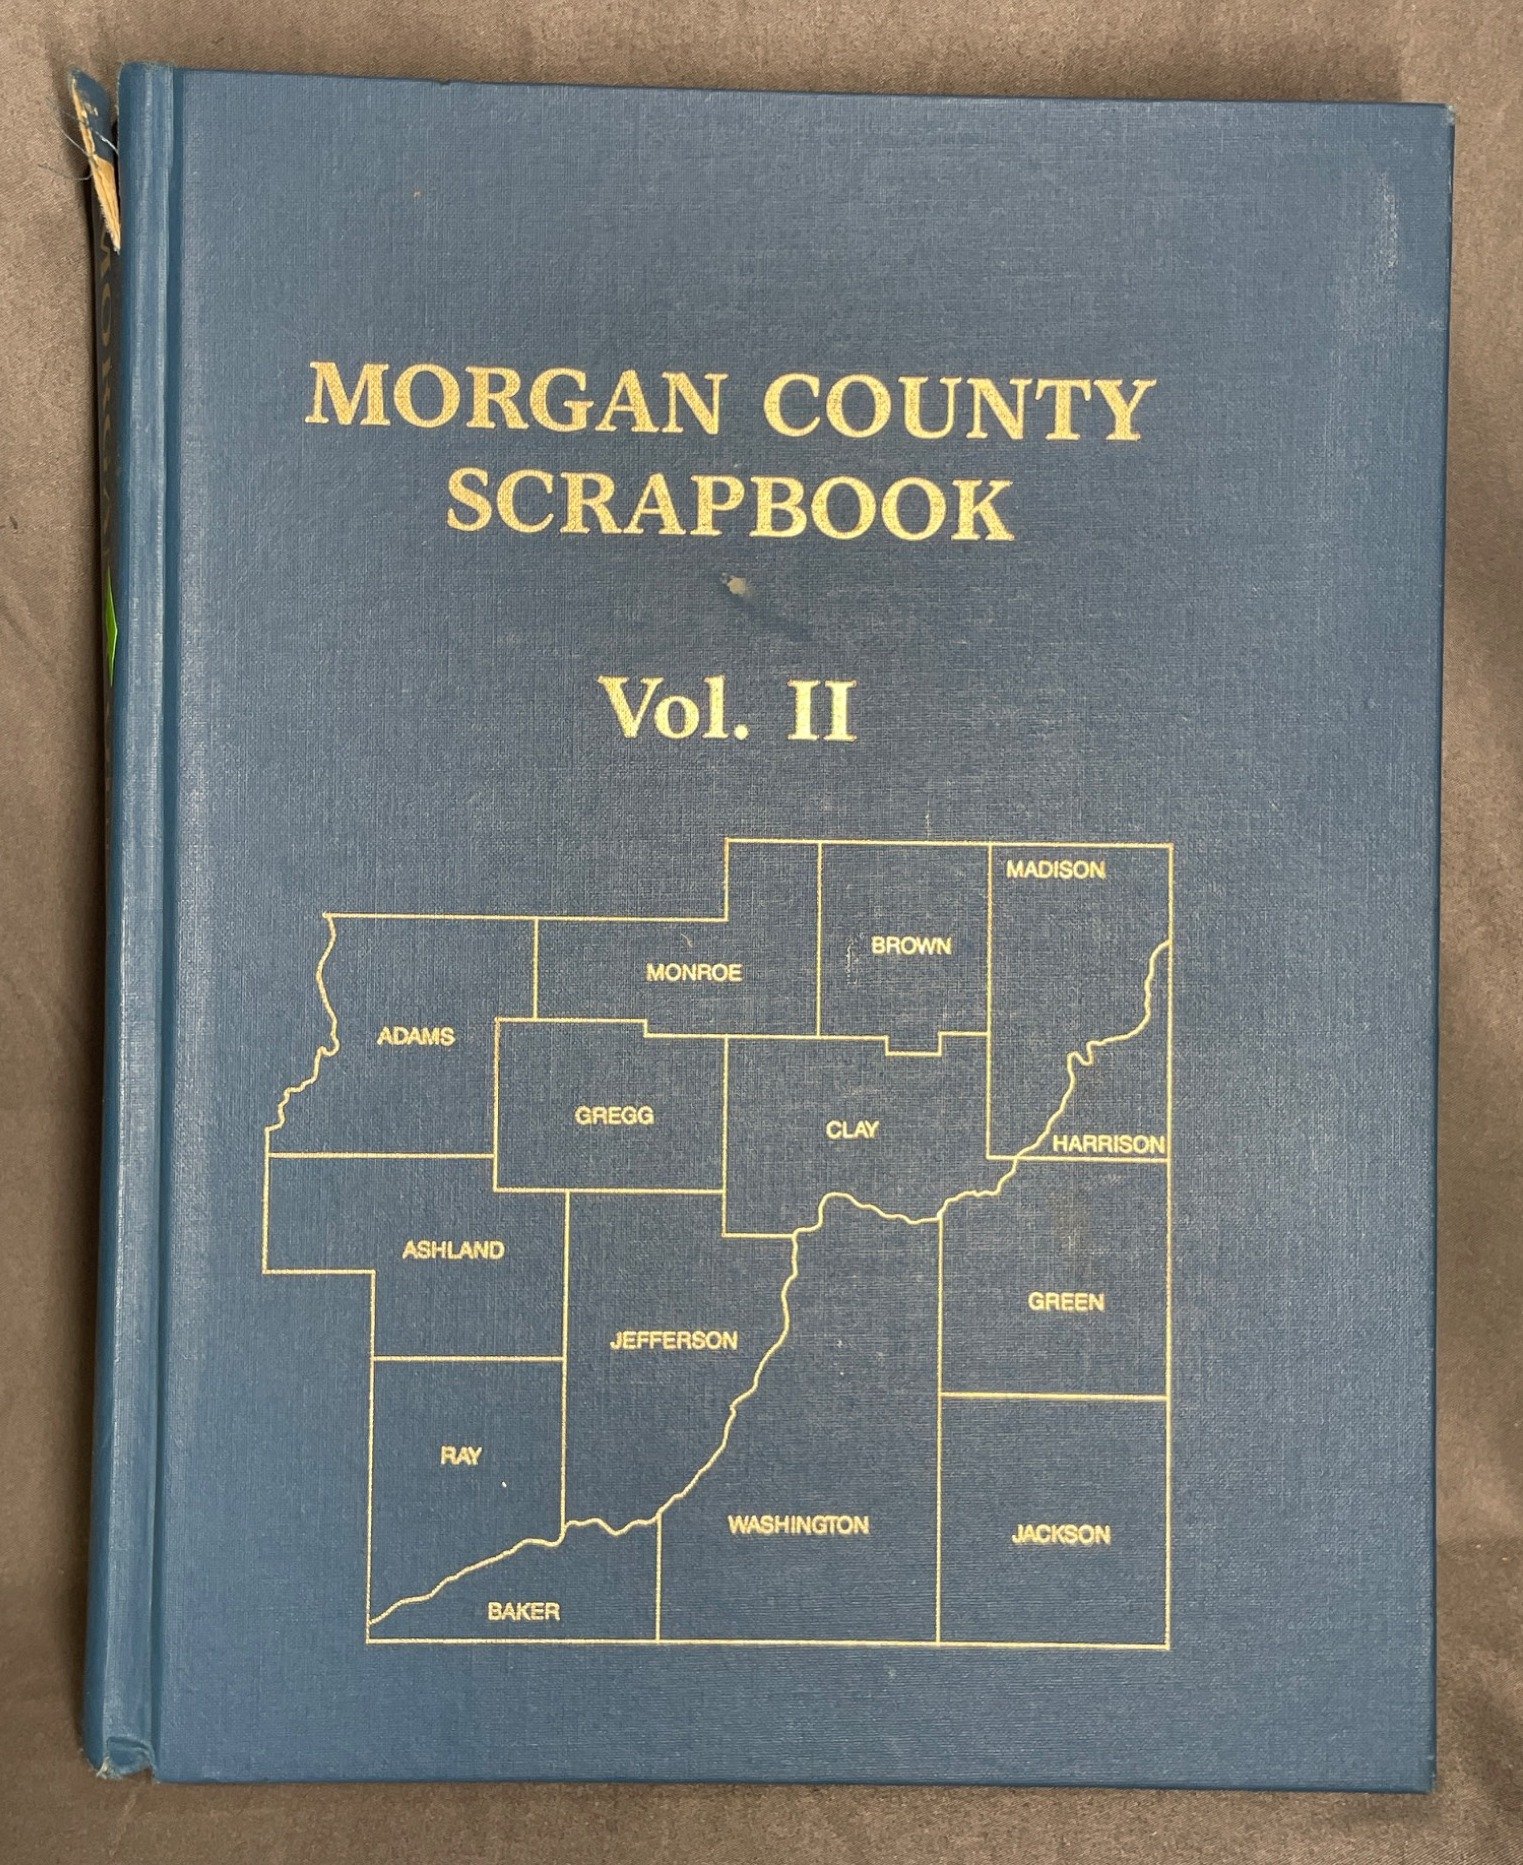 MORGAN COUNTY
SCRAPBOOK
Vol. II
MADISON
BROWN
MONROE
ADAMS
GREGG
CLAY
HARRISON
ASHLAND
GREEN
JEFFERSON
RAY
WASHINGTON
JACKSON
BAKER